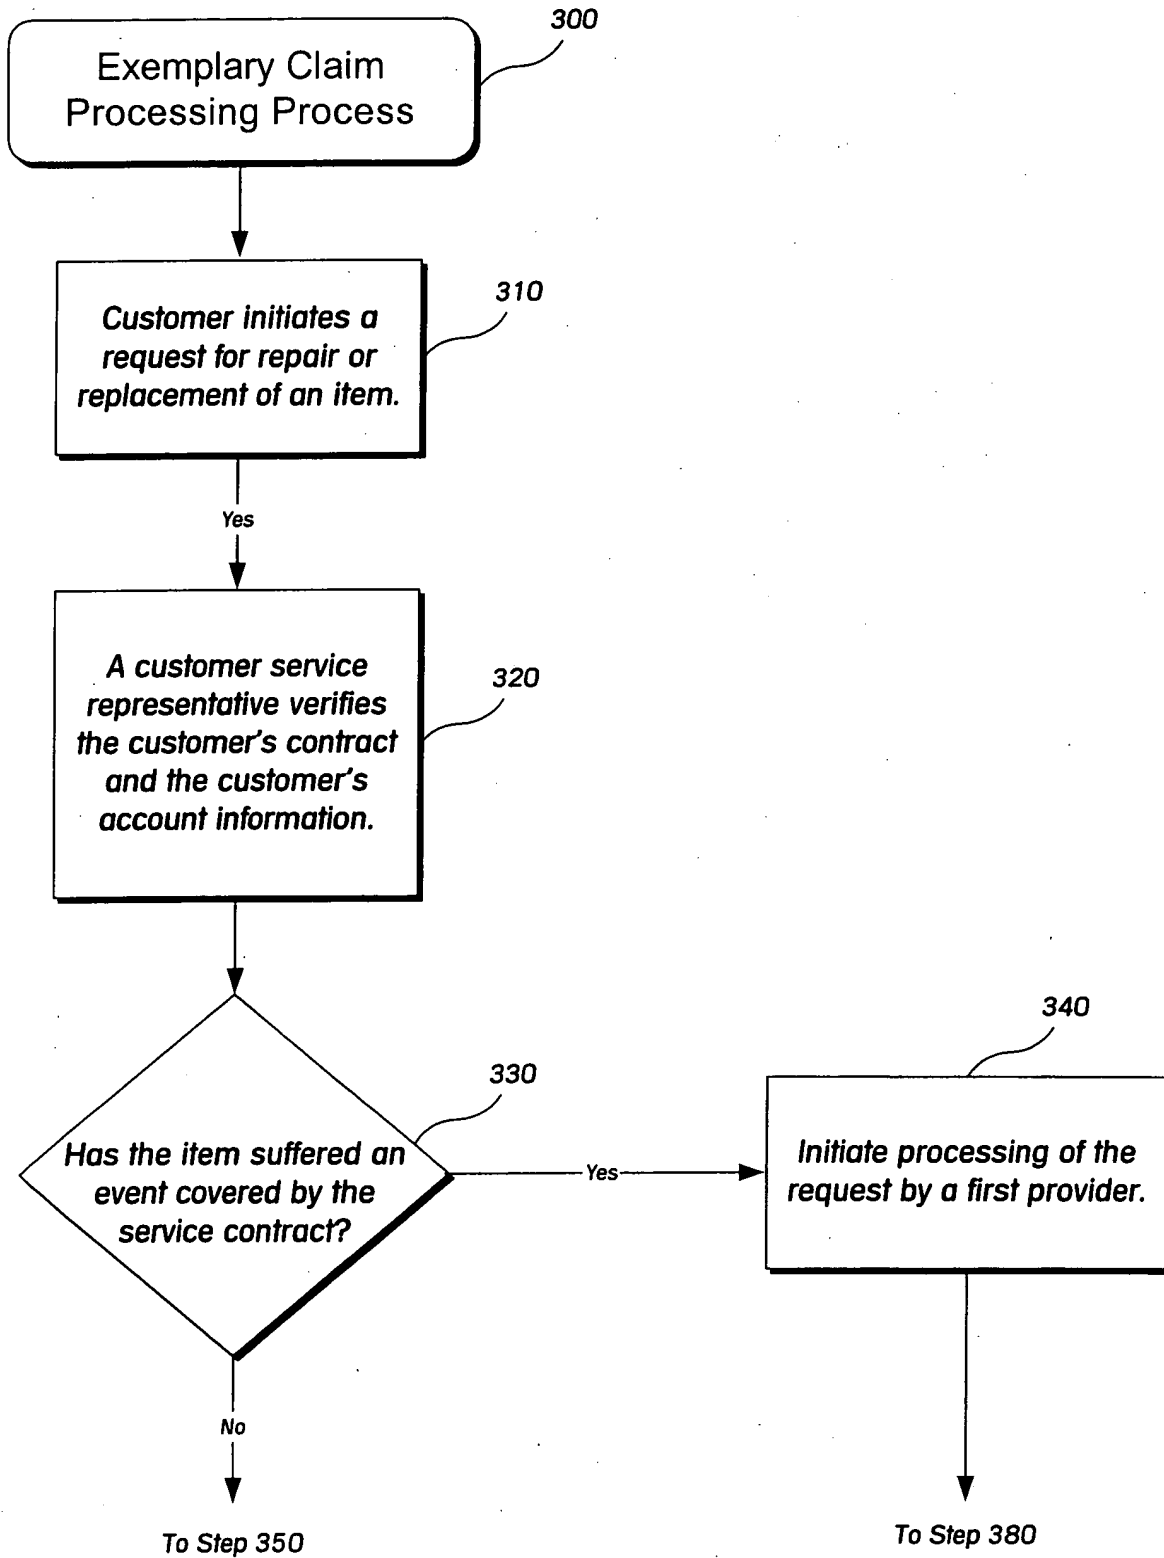 300
Exemplary Claim
Processing Process
310
Customer initiates a
request for repair or
replacement of an item.
Yes
320
A customer service
representative verifies
the customer's contract
and the customer's
account information.
330
Has the item suffered an
event covered by the
service contract?
Yes
340
Initiate processing of the
request by a first provider.
No
To Step 350
To Step 380